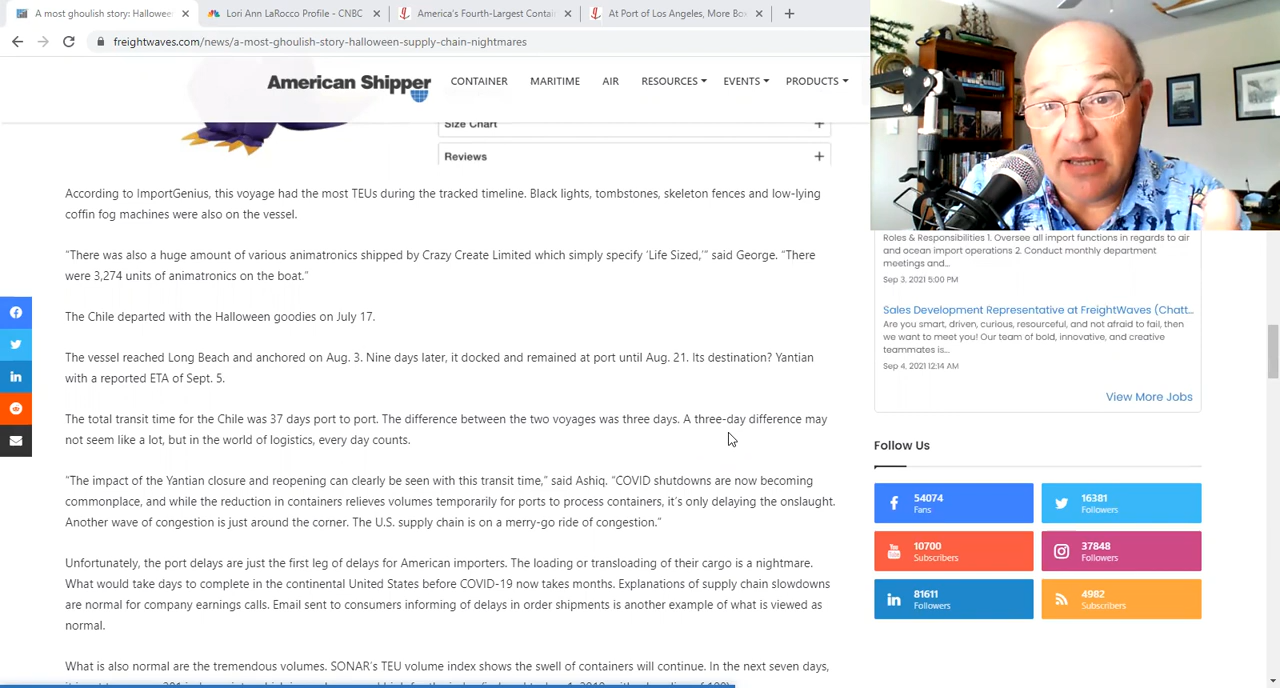 A most ghoulish story: Hallowee
Lori Ann LaRocco Profile - CNBC
America's Fourth-Largest Contai
At Port of Los Angeles, More Bo
freightwaves.com/news/a-most-ghoulish-story-halloween-supply-chain-nightmares
American Shipper
CONTAINER MARITIME AIR RESOURCES EVENTS PRODUCTS
Size Chart
Reviews
According to ImportGenius, this voyage had the most TEUs during the tracked timeline. Black lights, tombstones, skeleton fences and low-lying
coffin fog machines were also on the vessel.
“There was also a huge amount in various animatronics shipped by Crazy Create Limited which simply specify ‘Life Sized,’” said George. “There
were 3,274 units of animatronics on the boat.”
The Chile departed with the Halloween goodies on July 17.
The vessel reached Long Beach and anchored on Aug. 3. Nine days later, it docked and remained at port until Aug. 21. Its destination? Yantian
with a reported ETA of Sept. 5.
The total transit time for the Chile was 37 days port to port. The difference between the two voyages was three days. A three-day difference may
not seem like a lot, but in the world of logistics, every day counts.
“The impact of the Yantian closure and reopening can clearly be seen with this transit time,” said Ashiq. “COVID shutdowns are now becoming
commonplace, and while the reduction in containers relieves volumes temporarily for ports to process containers, it’s only delaying the onslaught.
Another wave of congestion is just around the corner. The U.S. supply chain is on a merry-go ride of congestion.”
Unfortunately, the port delays are just the first leg of delays for American importers. The loading or transloading of their cargo is a nightmare.
What would take days to complete in the continental United States before COVID-19 now takes months. Explanations of supply chain slowdowns
are normal for company earnings calls. Email sent to consumers informing of delays in order shipments is another example of what is viewed as
normal.
What is also normal are the tremendous volumes. SONAR’s TEU volume index shows the swell of containers will continue. In the next seven days,
Roles & Responsibilities 1. Oversee all import functions in regards to air
and ocean import operations 2. Conduct monthly department
meetings and...
Sep 3, 2021 5:00 PM
Sales Development Representative at FreightWaves (Chatt...
Are you smart, driven, curious, resourceful, and not afraid to fail, then
we want to meet you! Our team of bold, innovative, and creative
teammates is...
Sep 4, 2021 12:14 AM
View More Jobs
Follow Us
54074
Fans
16381
Followers
10700
Subscribers
37848
Followers
81611
Followers
4982
Subscribers